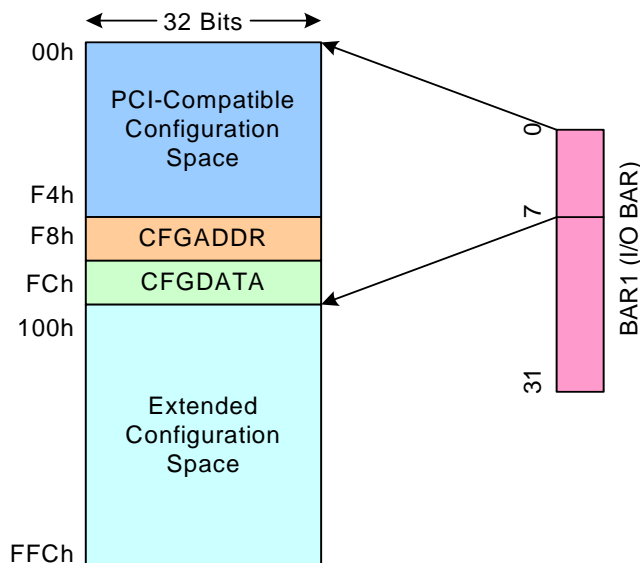 32 Bits
00h
PCI-Compatible
Configuration
Space
F4h
F8h
CFGADDR
FCh
CFGDATA
100h
Extended
Configuration
Space
FFCh
0
7
31
BAR1 (I/O BAR)